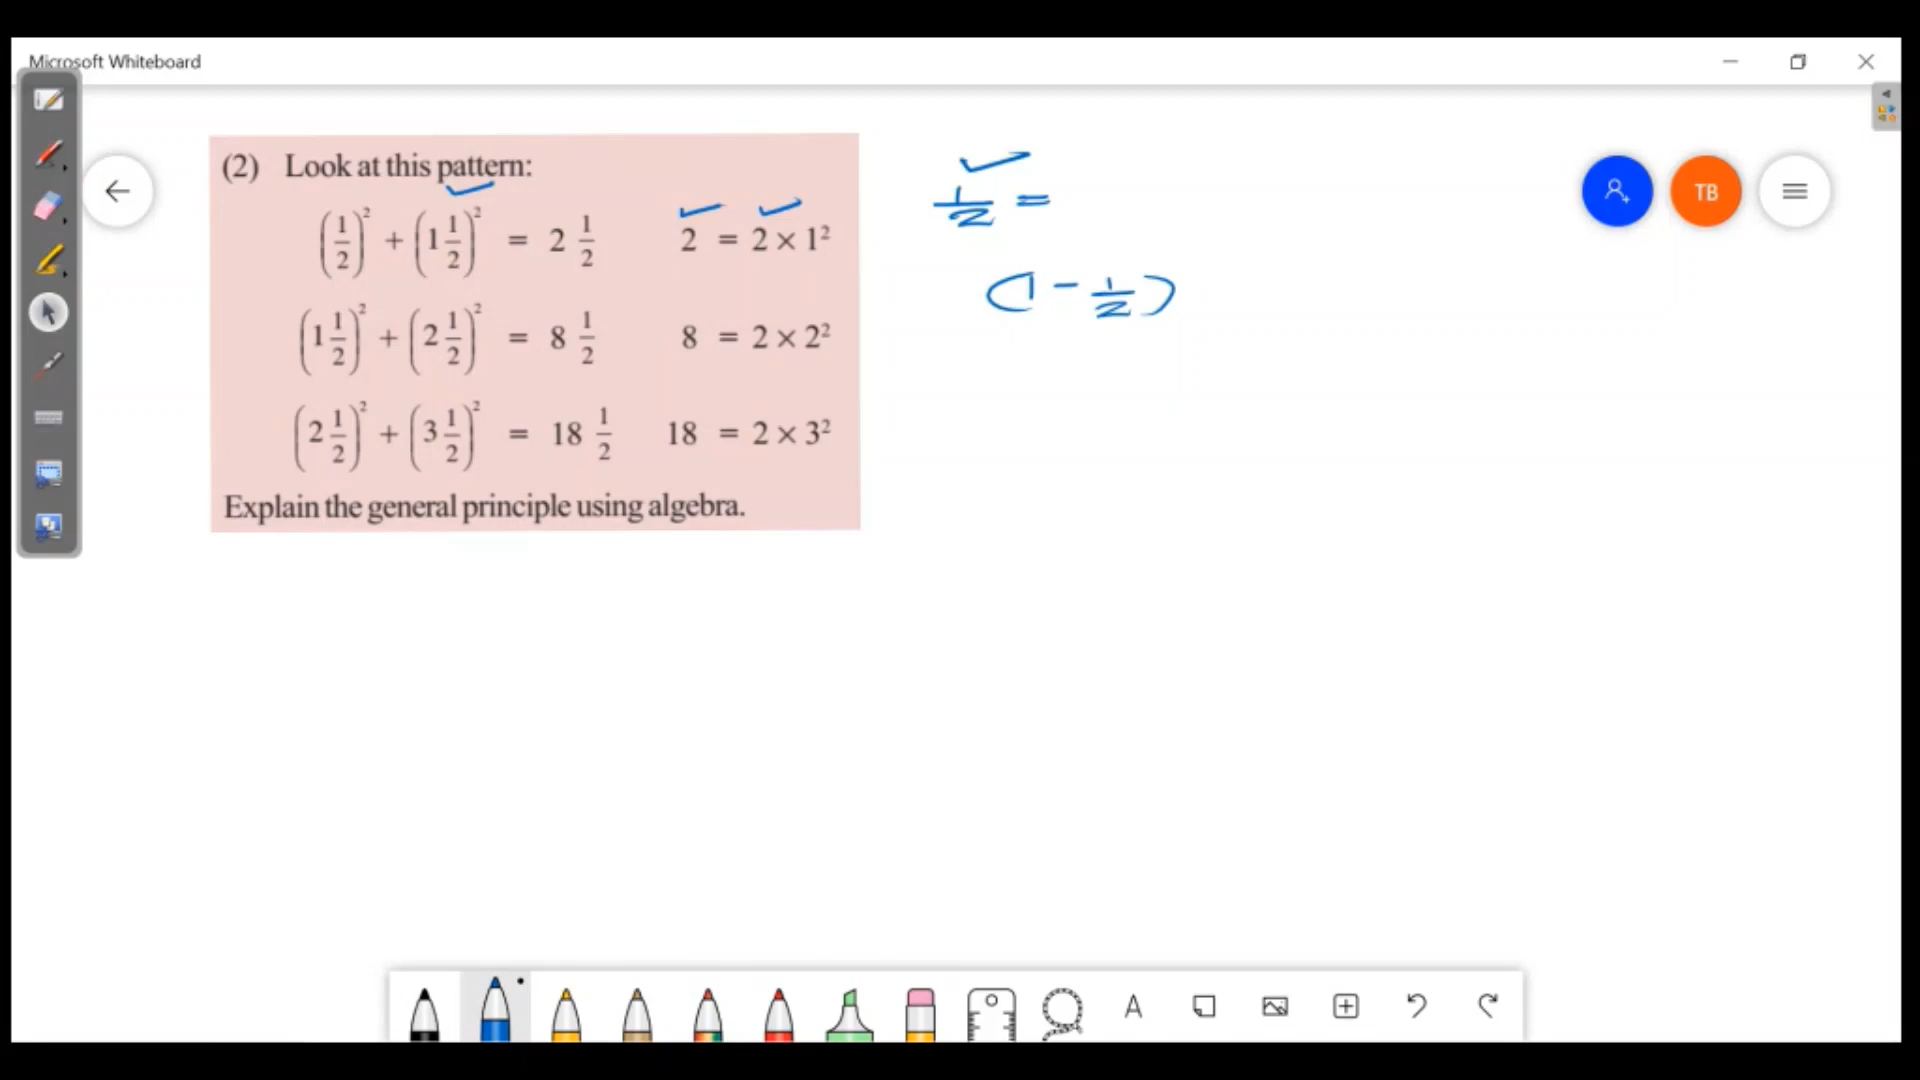 Microsoft Whiteboard
(2) Look at this pattern:
(1/2)² + (1 1/2)² = 2 1/2 2 = 2 × 1²
(1 1/2)² + (2 1/2)² = 8 1/2 8 = 2 × 2²
(2 1/2)² + (3 1/2)² = 18 1/2 18 = 2 × 3²
Explain the general principle using algebra.
1/2 =
(1 - 1/2)
TB
A